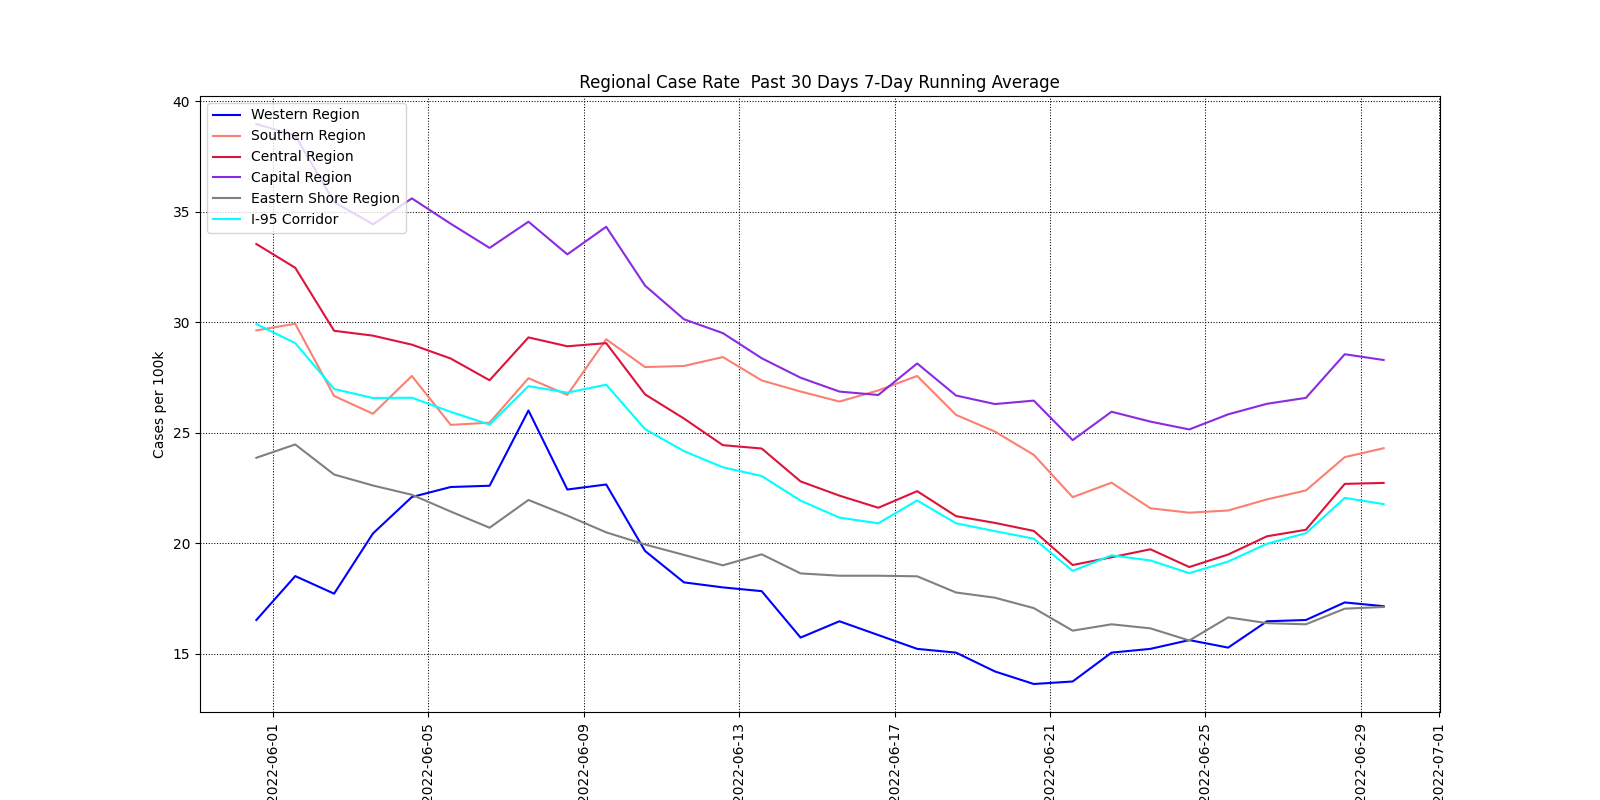 Regional Case Rate  Past 30 Days 7-Day Running Average
40
35
30
25
20
15
Cases per 100k
Western Region
Southern Region
Central Region
Capital Region
Eastern Shore Region
I-95 Corridor
2022-06-01
2022-06-05
2022-06-09
2022-06-13
2022-06-17
2022-06-21
2022-06-25
2022-06-29
2022-07-01